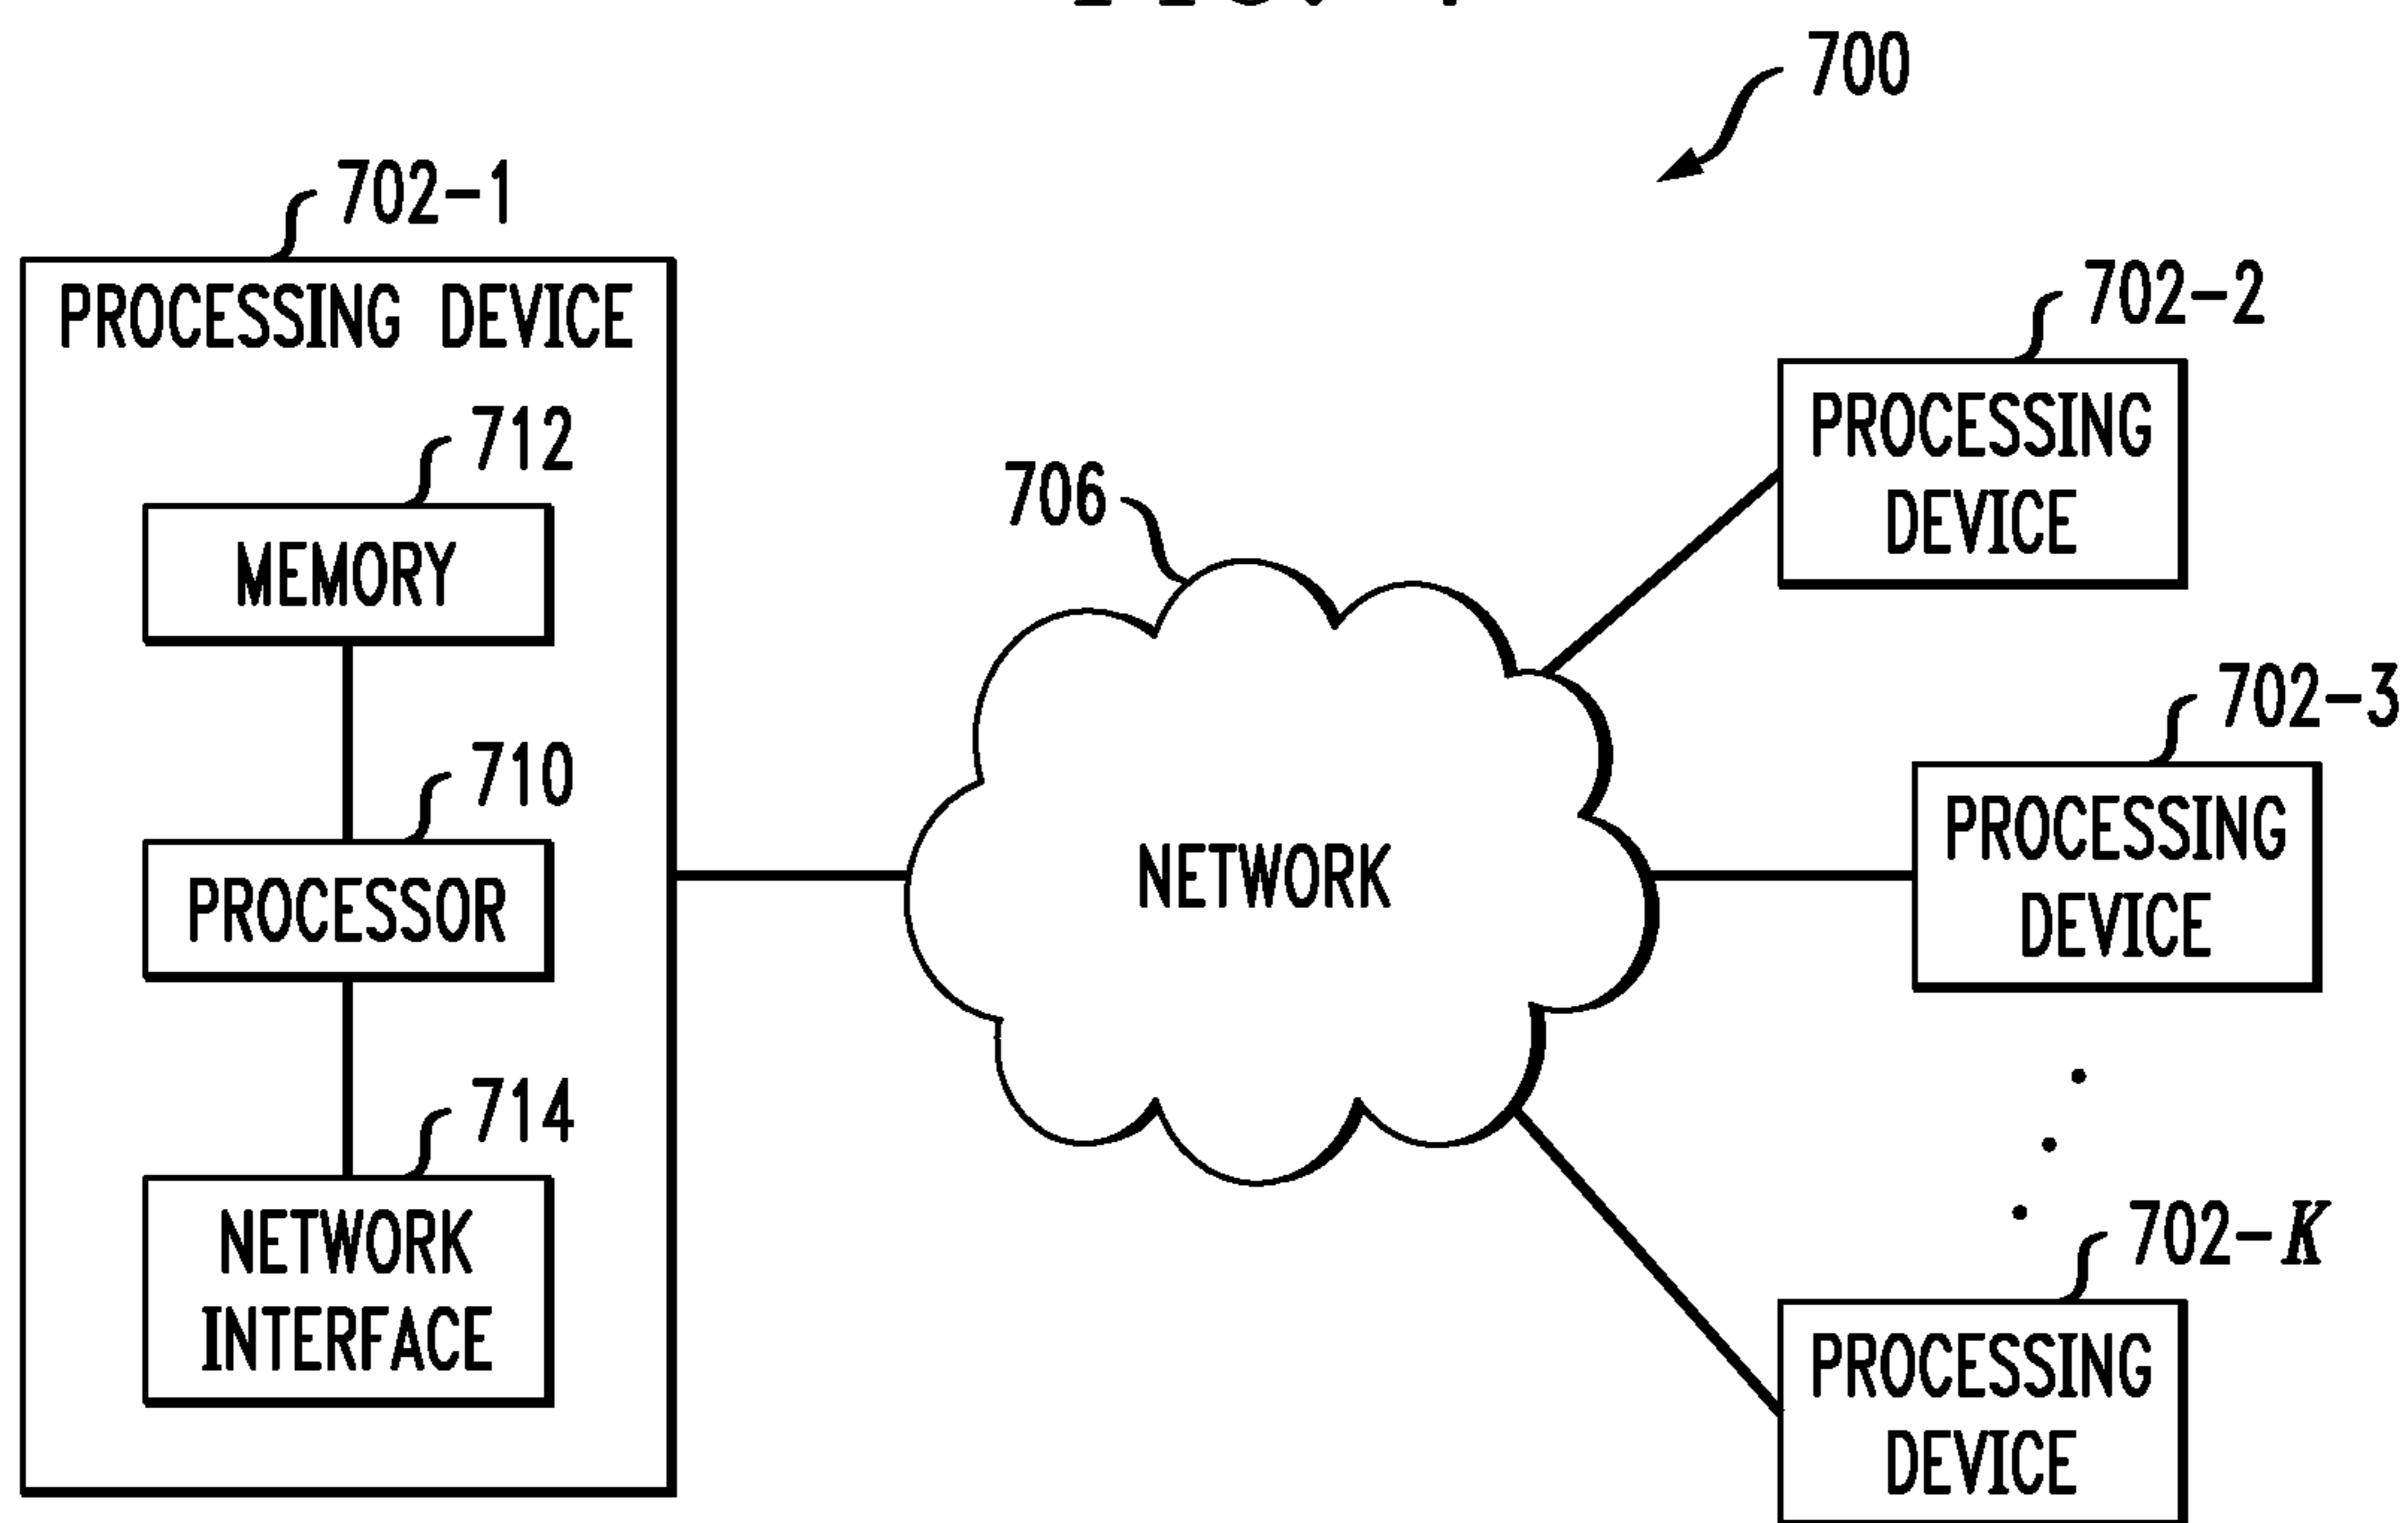 700
702-1
PROCESSING DEVICE
712
MEMORY
710
PROCESSOR
714
NETWORK
INTERFACE
706
NETWORK
702-2
PROCESSING
DEVICE
702-3
PROCESSING
DEVICE
702-K
PROCESSING
DEVICE